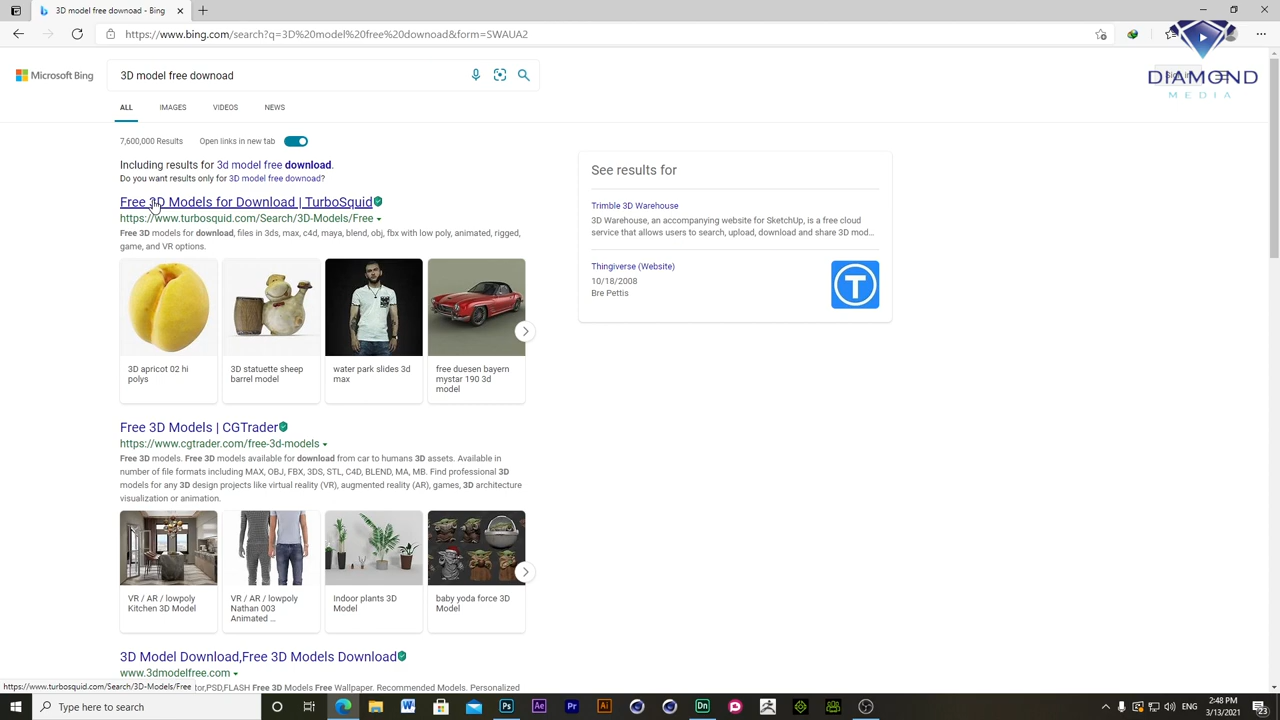 3D model free download - Bing
https://www.bing.com/search?q=3D%20model%20free%20downoad&form=SWAUA2
Microsoft Bing
3D model free downoad
DIAMOND
MEDIA
ALL
IMAGES
VIDEOS
NEWS
7,600,000 Results
Open links in new tab
Including results for 3d model free download.
Do you want results only for 3D model free downoad?
Free 3D Models for Download | TurboSquid
https://www.turbosquid.com/Search/3D-Models/Free
Free 3D models for download, files in 3ds, max, c4d, maya, blend, obj, fbx with low poly, animated, rigged,
game, and VR options.
3D apricot 02 hi
polys
3D statuette sheep
barrel model
water park slides 3d
max
free duesen bayern
mystar 190 3d
model
Free 3D Models | CGTrader
https://www.cgtrader.com/free-3d-models
Free 3D models. Free 3D models available for download from car to humans 3D assets. Available in
number of file formats including MAX, OBJ, FBX, 3DS, STL, C4D, BLEND, MA, MB. Find professional 3D
models for any 3D design projects like virtual reality (VR), augmented reality (AR), games, 3D architecture
visualization or animation.
VR / AR / lowpoly
Kitchen 3D Model
VR / AR / lowpoly
Nathan 003
Animated ...
Indoor plants 3D
Model
baby yoda force 3D
Model
3D Model Download,Free 3D Models Download
www.3dmodelfree.com
tor,PSD,FLASH Free 3D Models Free Wallpaper. Recommended Models. Personalized
https://www.turbosquid.com/Search/3D-Models/Free
See results for
Trimble 3D Warehouse
3D Warehouse, an accompanying website for SketchUp, is a free cloud
service that allows users to search, upload, download and share 3D mod...
Thingiverse (Website)
10/18/2008
Bre Pettis
T
Type here to search
Ps
Ae
Pr
Ai
Dn
ENG
2:48 PM
3/13/2021